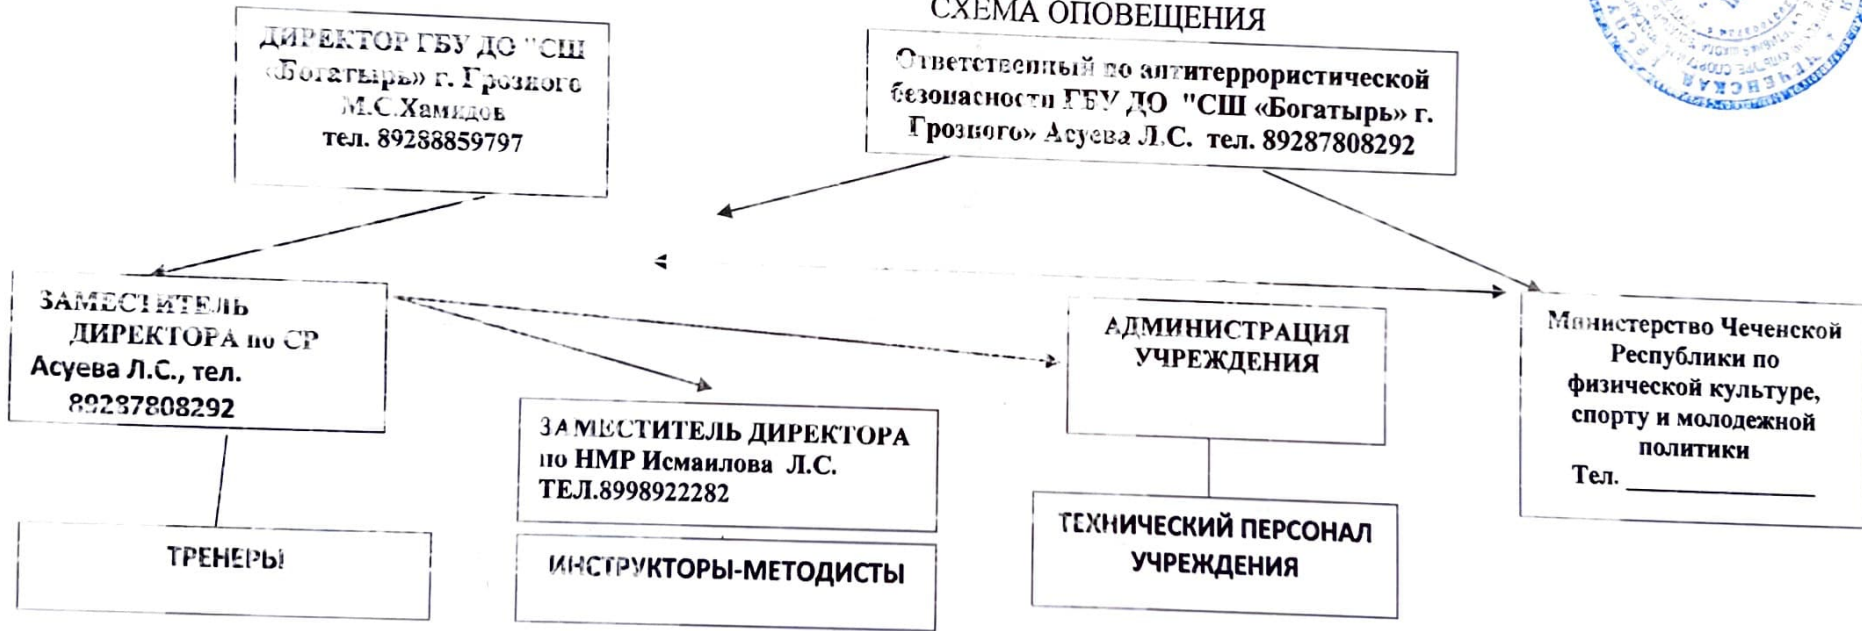 СХЕМА ОПОВЕЩЕНИЯ
ДИРЕКТОР ГБУ ДО "СШ
«Богатырь» г. Грозного
М.С.Хамидов
тел. 89288859797
Ответственный по антитеррористической
безопасности ГБУ ДО "СШ «Богатырь» г.
Грозного» Асуева Л.С. тел. 89287808292
ЗАМЕСТИТЕЛЬ
ДИРЕКТОРА по СР
Асуева Л.С., тел.
89287808292
ЗАМЕСТИТЕЛЬ ДИРЕКТОРА
по НМР Исмаилова Л.С.
ТЕЛ.8998922282
АДМИНИСТРАЦИЯ
УЧРЕЖДЕНИЯ
Министерство Чеченской
Республики по
физической культуре,
спорту и молодежной
политики
Тел. ______________
ТРЕНЕРЫ
ИНСТРУКТОРЫ-МЕТОДИСТЫ
ТЕХНИЧЕСКИЙ ПЕРСОНАЛ
УЧРЕЖДЕНИЯ
ЧЕЧЕНСКАЯ